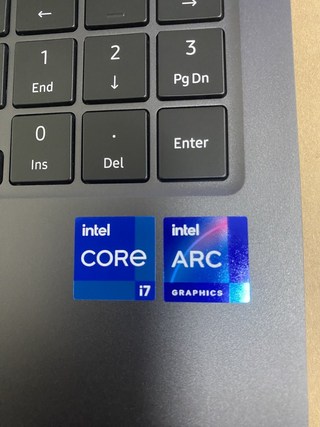 ←
—
→
1
End
2
↓
3
Pg Dn
0
Ins
.
Del
Enter
intel
CORE
i7
intel
ARC
GRAPHICS